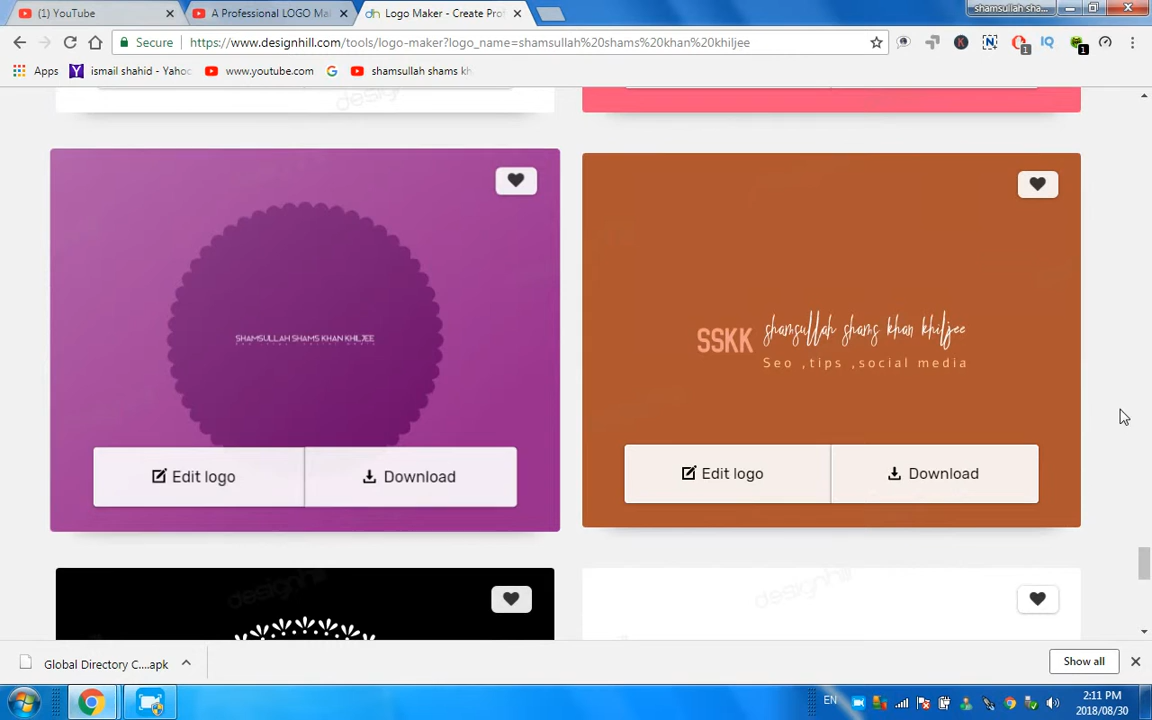 (1) YouTube
A Professional LOGO Ma
Logo Maker - Create Pro
shamsullah sha...
Secure
https://www.designhill.com/tools/logo-maker?logo_name=shamsullah%20shams%20khan%20khiljee
Apps
ismail shahid - Yahoo
www.youtube.com
shamsullah shams kh
designhill
SHAMSULLAH SHAMS KHAN KHILJEE
Edit logo
Download
SSKK
shamsullah shams khan khiljee
Seo ,tips ,social media
Edit logo
Download
designhill
designhill
Global Directory C....apk
Show all
EN
2:11 PM
2018/08/30